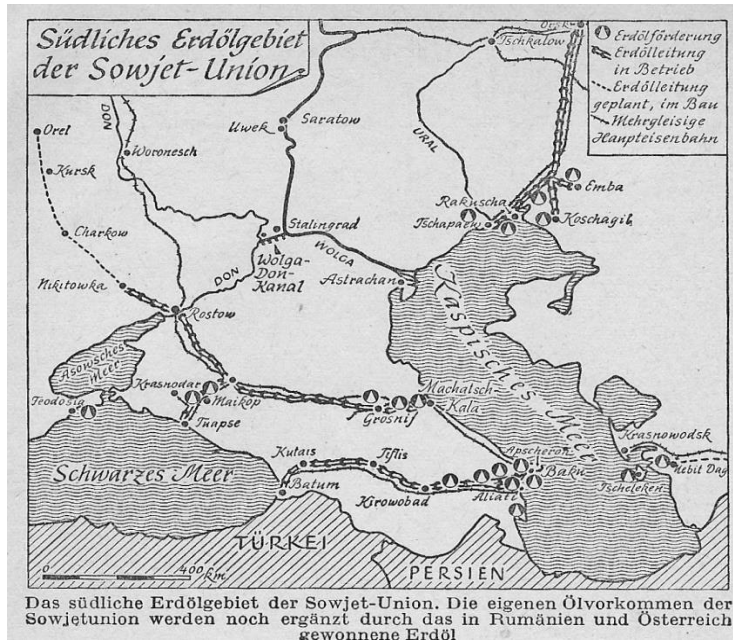 Südliches Erdölgebiet
der Sowjet-Union
Erdölförderung
Erdölleitung
in Betrieb
Erdölleitung
geplant, im Bau
Mehrgleisige
Haupteisenbahn
Orsk
Tschkalow
DON
Orel
Uwek
Saratow
Woronesch
URAL
Kursk
Rakuscha
Emba
Tschapaew
Koschagil
Charkow
Stalingrad
WOLGA
Wolga-
Don-
Kanal
DON
Astrachan
Nikitowka
Rostow
Kaspisches Meer
Asowsches
Meer
Krasnodar
Maikop
Teodosia
Tuapse
Machatsch-
Kala
Grosnij
Krasnowodsk
Nebit Dag
Tscheleken
Kutais
Tiflis
Apscheron
Baku
Schwarzes Meer
Batum
Kirowobad
Aliati
TÜRKEI
PERSIEN
0 400 km
Das südliche Erdölgebiet der Sowjet-Union. Die eigenen Ölvorkommen der
Sowjetunion werden noch ergänzt durch das in Rumänien und Österreich
gewonnene Erdöl